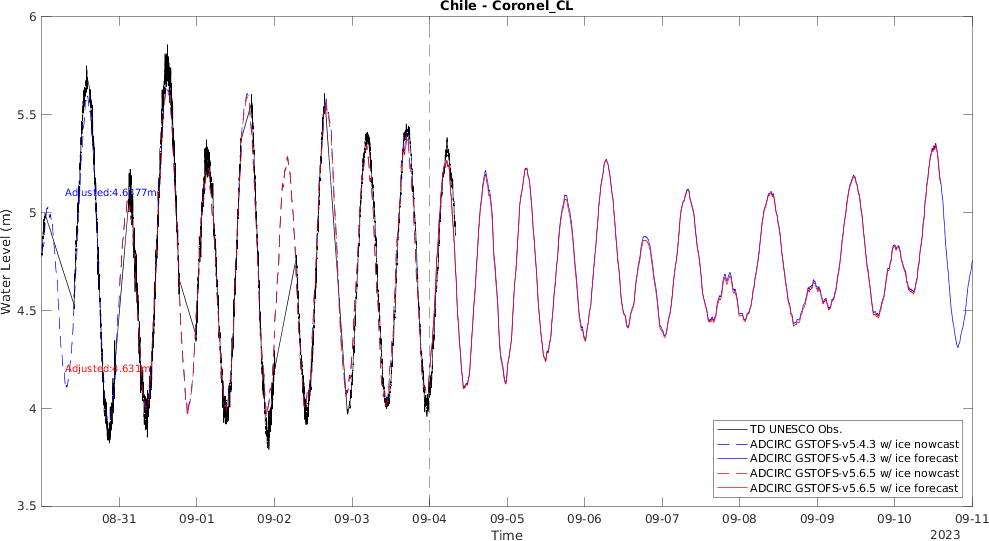 Chile - Coronel_CL
6
5.5
5
4.5
4
3.5
Water Level (m)
Adjusted:4.6377m
Adjusted:4.631m
TD UNESCO Obs.
ADCIRC GSTOFS-v5.4.3 w/ ice nowcast
ADCIRC GSTOFS-v5.4.3 w/ ice forecast
ADCIRC GSTOFS-v5.6.5 w/ ice nowcast
ADCIRC GSTOFS-v5.6.5 w/ ice forecast
08-31 09-01 09-02 09-03 09-04 09-05 09-06 09-07 09-08 09-09 09-10 09-11
Time
2023